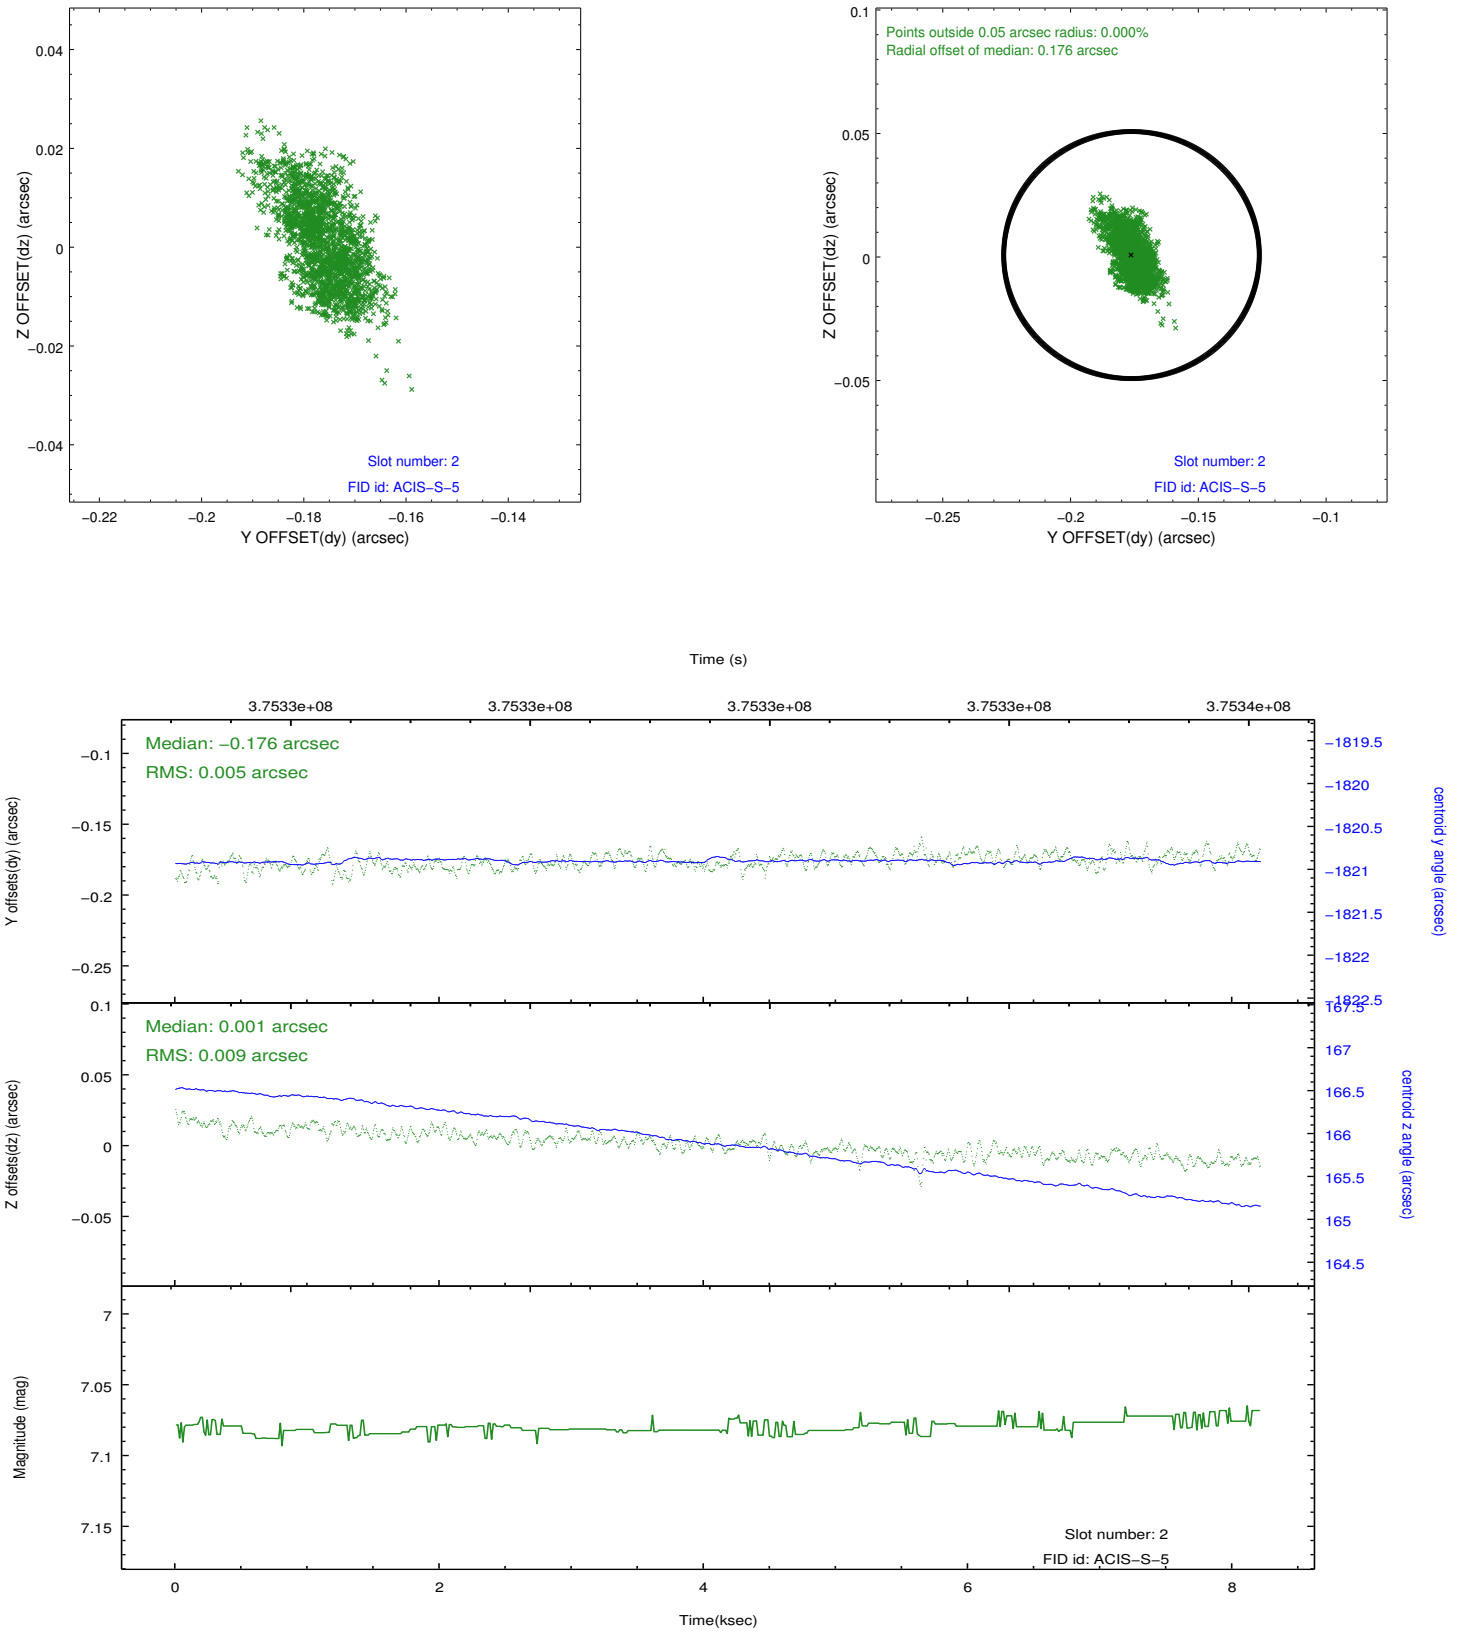 0.04
0.02
0
−0.02
−0.04
Z OFFSET(dz) (arcsec)
Slot number: 2
FID id: ACIS−S−5
−0.22
−0.2
−0.18
−0.16
−0.14
Y OFFSET(dy) (arcsec)
0.1
0.05
0
−0.05
Z OFFSET(dz) (arcsec)
Points outside 0.05 arcsec radius: 0.000%
Radial offset of median: 0.176 arcsec
Slot number: 2
FID id: ACIS−S−5
−0.25
−0.2
−0.15
−0.1
Y OFFSET(dy) (arcsec)
Time (s)
3.7533e+08
3.7533e+08
3.7533e+08
3.7533e+08
3.7534e+08
Median: −0.176 arcsec
RMS: 0.005 arcsec
−0.1
−0.15
−0.2
−0.25
Y offsets(dy) (arcsec)
−1819.5
−1820
−1820.5
−1821
−1821.5
−1822
−1822.5
centroid y angle (arcsec)
Median: 0.001 arcsec
RMS: 0.009 arcsec
0.1
0.05
0
−0.05
Z offsets(dz) (arcsec)
167.5
167
166.5
166
165.5
165
164.5
centroid z angle (arcsec)
7
7.05
7.1
7.15
Magnitude (mag)
Slot number: 2
FID id: ACIS−S−5
0
2
4
6
8
Time(ksec)